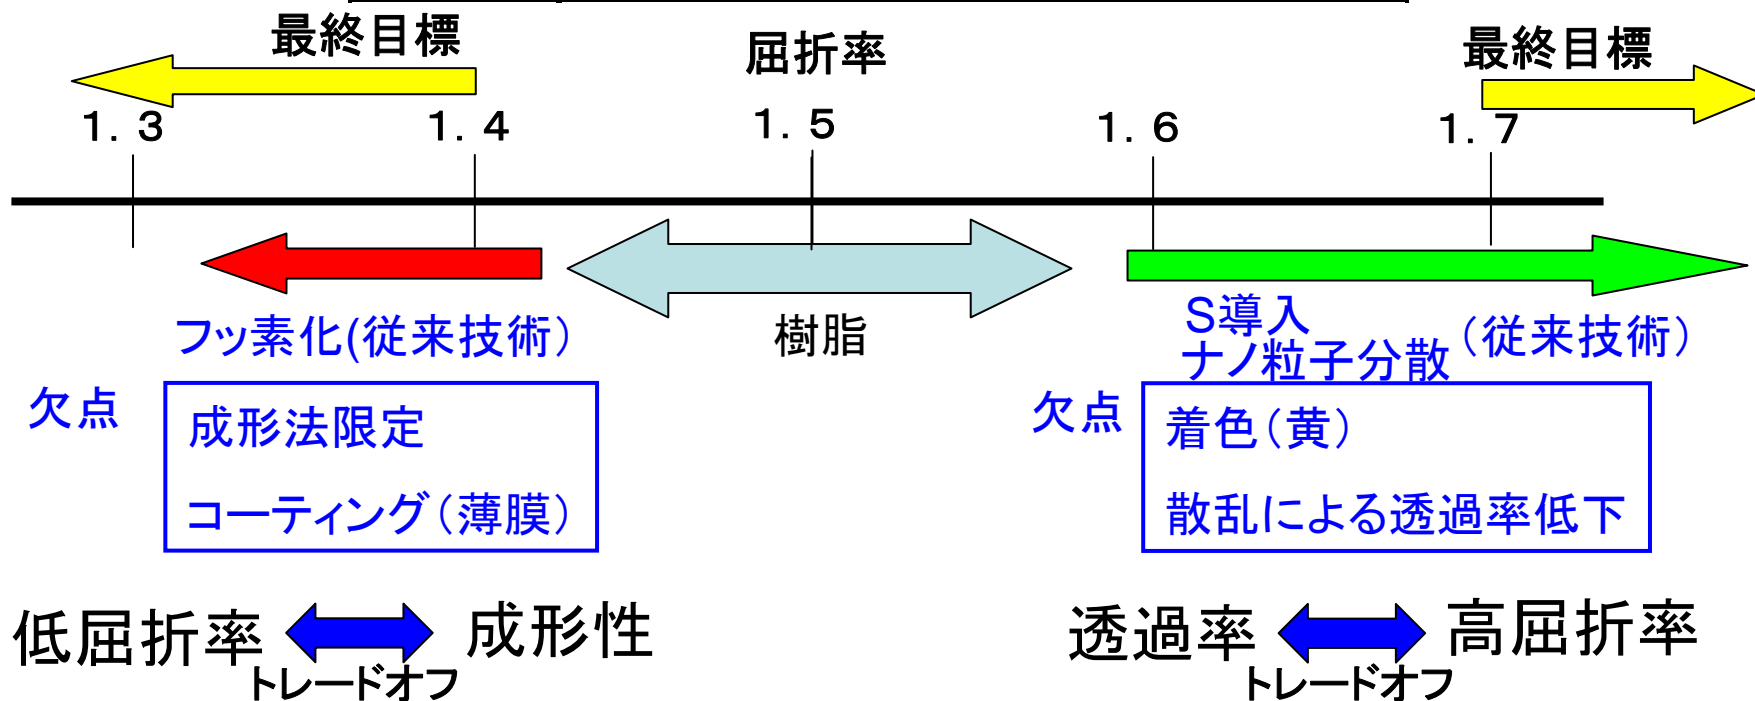 最終目標
屈折率
最終目標
1. 3
1. 4
1. 5
1. 6
1. 7
フッ素化(従来技術)
樹脂
S導入
ナノ粒子分散
(従来技術)
欠点
成形法限定
コーティング(薄膜)
欠点
着色(黄)
散乱による透過率低下
低屈折率
成形性
トレードオフ
透過率
高屈折率
トレードオフ